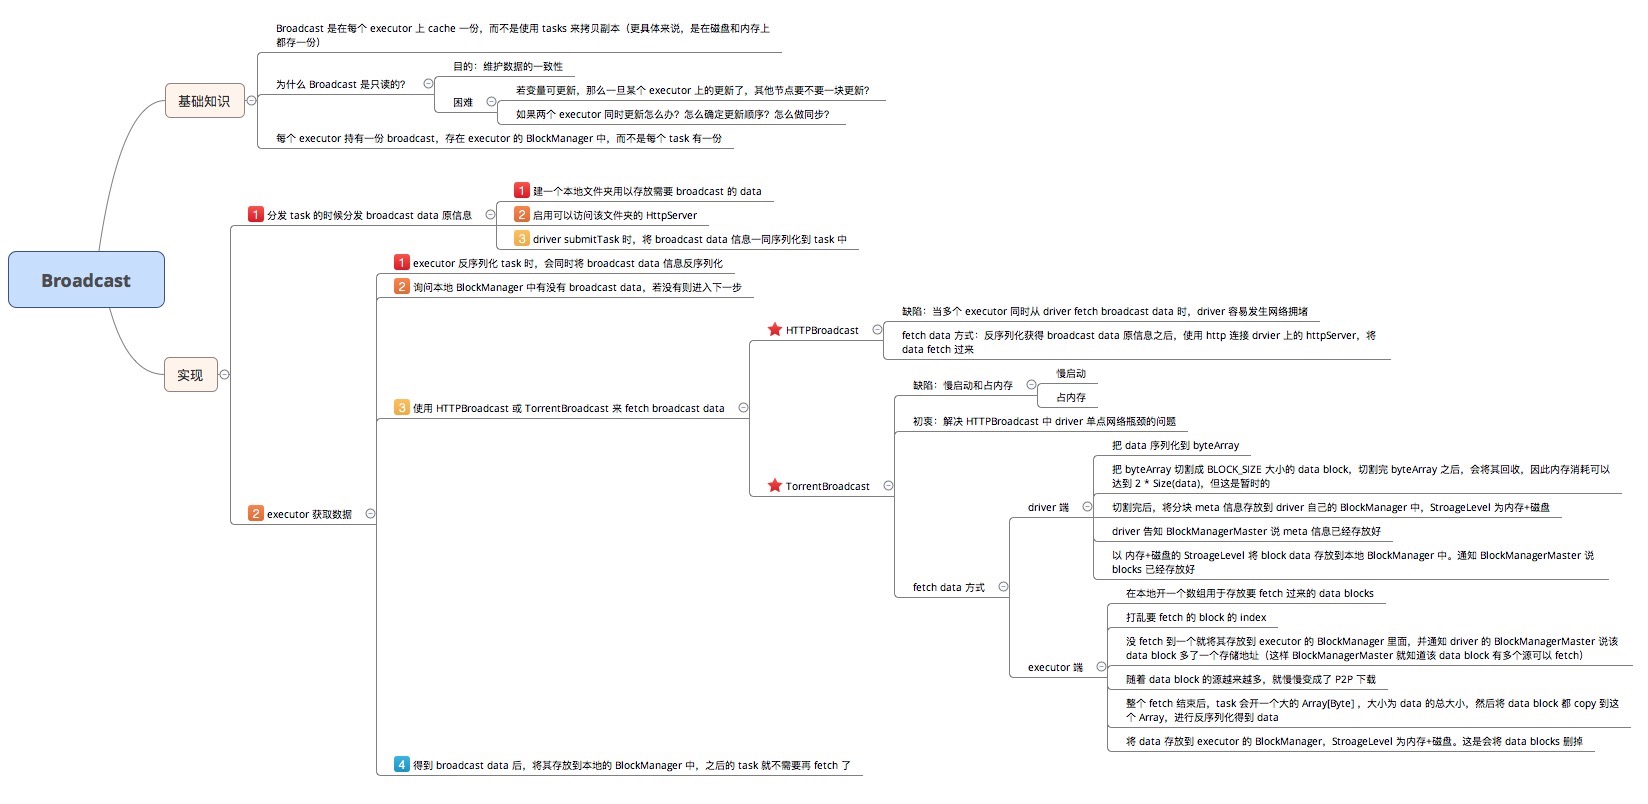 Broadcast
基础知识
Broadcast 是在每个 executor 上 cache 一份，而不是使用 tasks 来拷贝副本（更具体来说，是在磁盘和内存上
都存一份）
为什么 Broadcast 是只读的？
目的：维护数据的一致性
困难
若变量可更新，那么一旦某个 executor 上的更新了，其他节点要不要一块更新？
如果两个 executor 同时更新怎么办？怎么确定更新顺序？怎么做同步？
每个 executor 持有一份 broadcast，存在 executor 的 BlockManager 中，而不是每个 task 有一份
实现
1 分发 task 的时候分发 broadcast data 原信息
1 建一个本地文件夹用以存放需要 broadcast 的 data
2 启用可以访问该文件夹的 HttpServer
3 driver submitTask 时，将 broadcast data 信息一同序列化到 task 中
2 executor 获取数据
1 executor 反序列化 task 时，会同时将 broadcast data 信息反序列化
2 询问本地 BlockManager 中有没有 broadcast data，若没有则进入下一步
3 使用 HTTPBroadcast 或 TorrentBroadcast 来 fetch broadcast data
HTTPBroadcast
缺陷：当多个 executor 同时从 driver fetch broadcast data 时，driver 容易发生网络拥堵
fetch data 方式：反序列化获得 broadcast data 原信息之后，使用 http 连接 drvier 上的 httpServer，将
data fetch 过来
TorrentBroadcast
缺陷：慢启动和占内存
慢启动
占内存
初衷：解决 HTTPBroadcast 中 driver 单点网络瓶颈的问题
fetch data 方式
driver 端
把 data 序列化到 byteArray
把 byteArray 切割成 BLOCK_SIZE 大小的 data block，切割完 byteArray 之后，会将其回收，因此内存消耗可以
达到 2 * Size(data)，但这是暂时的
切割完后，将分块 meta 信息存放到 driver 自己的 BlockManager 中，StroageLevel 为内存+磁盘
driver 告知 BlockManagerMaster 说 meta 信息已经存放好
以 内存+磁盘的 StroageLevel 将 block data 存放到本地 BlockManager 中。通知 BlockManagerMaster 说
blocks 已经存放好
executor 端
在本地开一个数组用于存放要 fetch 过来的 data blocks
打乱要 fetch 的 block 的 index
没 fetch 到一个就将其存放到 executor 的 BlockManager 里面，并通知 driver 的 BlockManagerMaster 说该
data block 多了一个存储地址（这样 BlockManagerMaster 就知道该 data block 有多个源可以 fetch）
随着 data block 的源越来越多，就慢慢变成了 P2P 下载
整个 fetch 结束后，task 会开一个大的 Array[Byte] ，大小为 data 的总大小，然后将 data block 都 copy 到这
个 Array，进行反序列化得到 data
将 data 存放到 executor 的 BlockManager，StroageLevel 为内存+磁盘。这是会将 data blocks 删掉
4 得到 broadcast data 后，将其存放到本地的 BlockManager 中，之后的 task 就不需要再 fetch 了